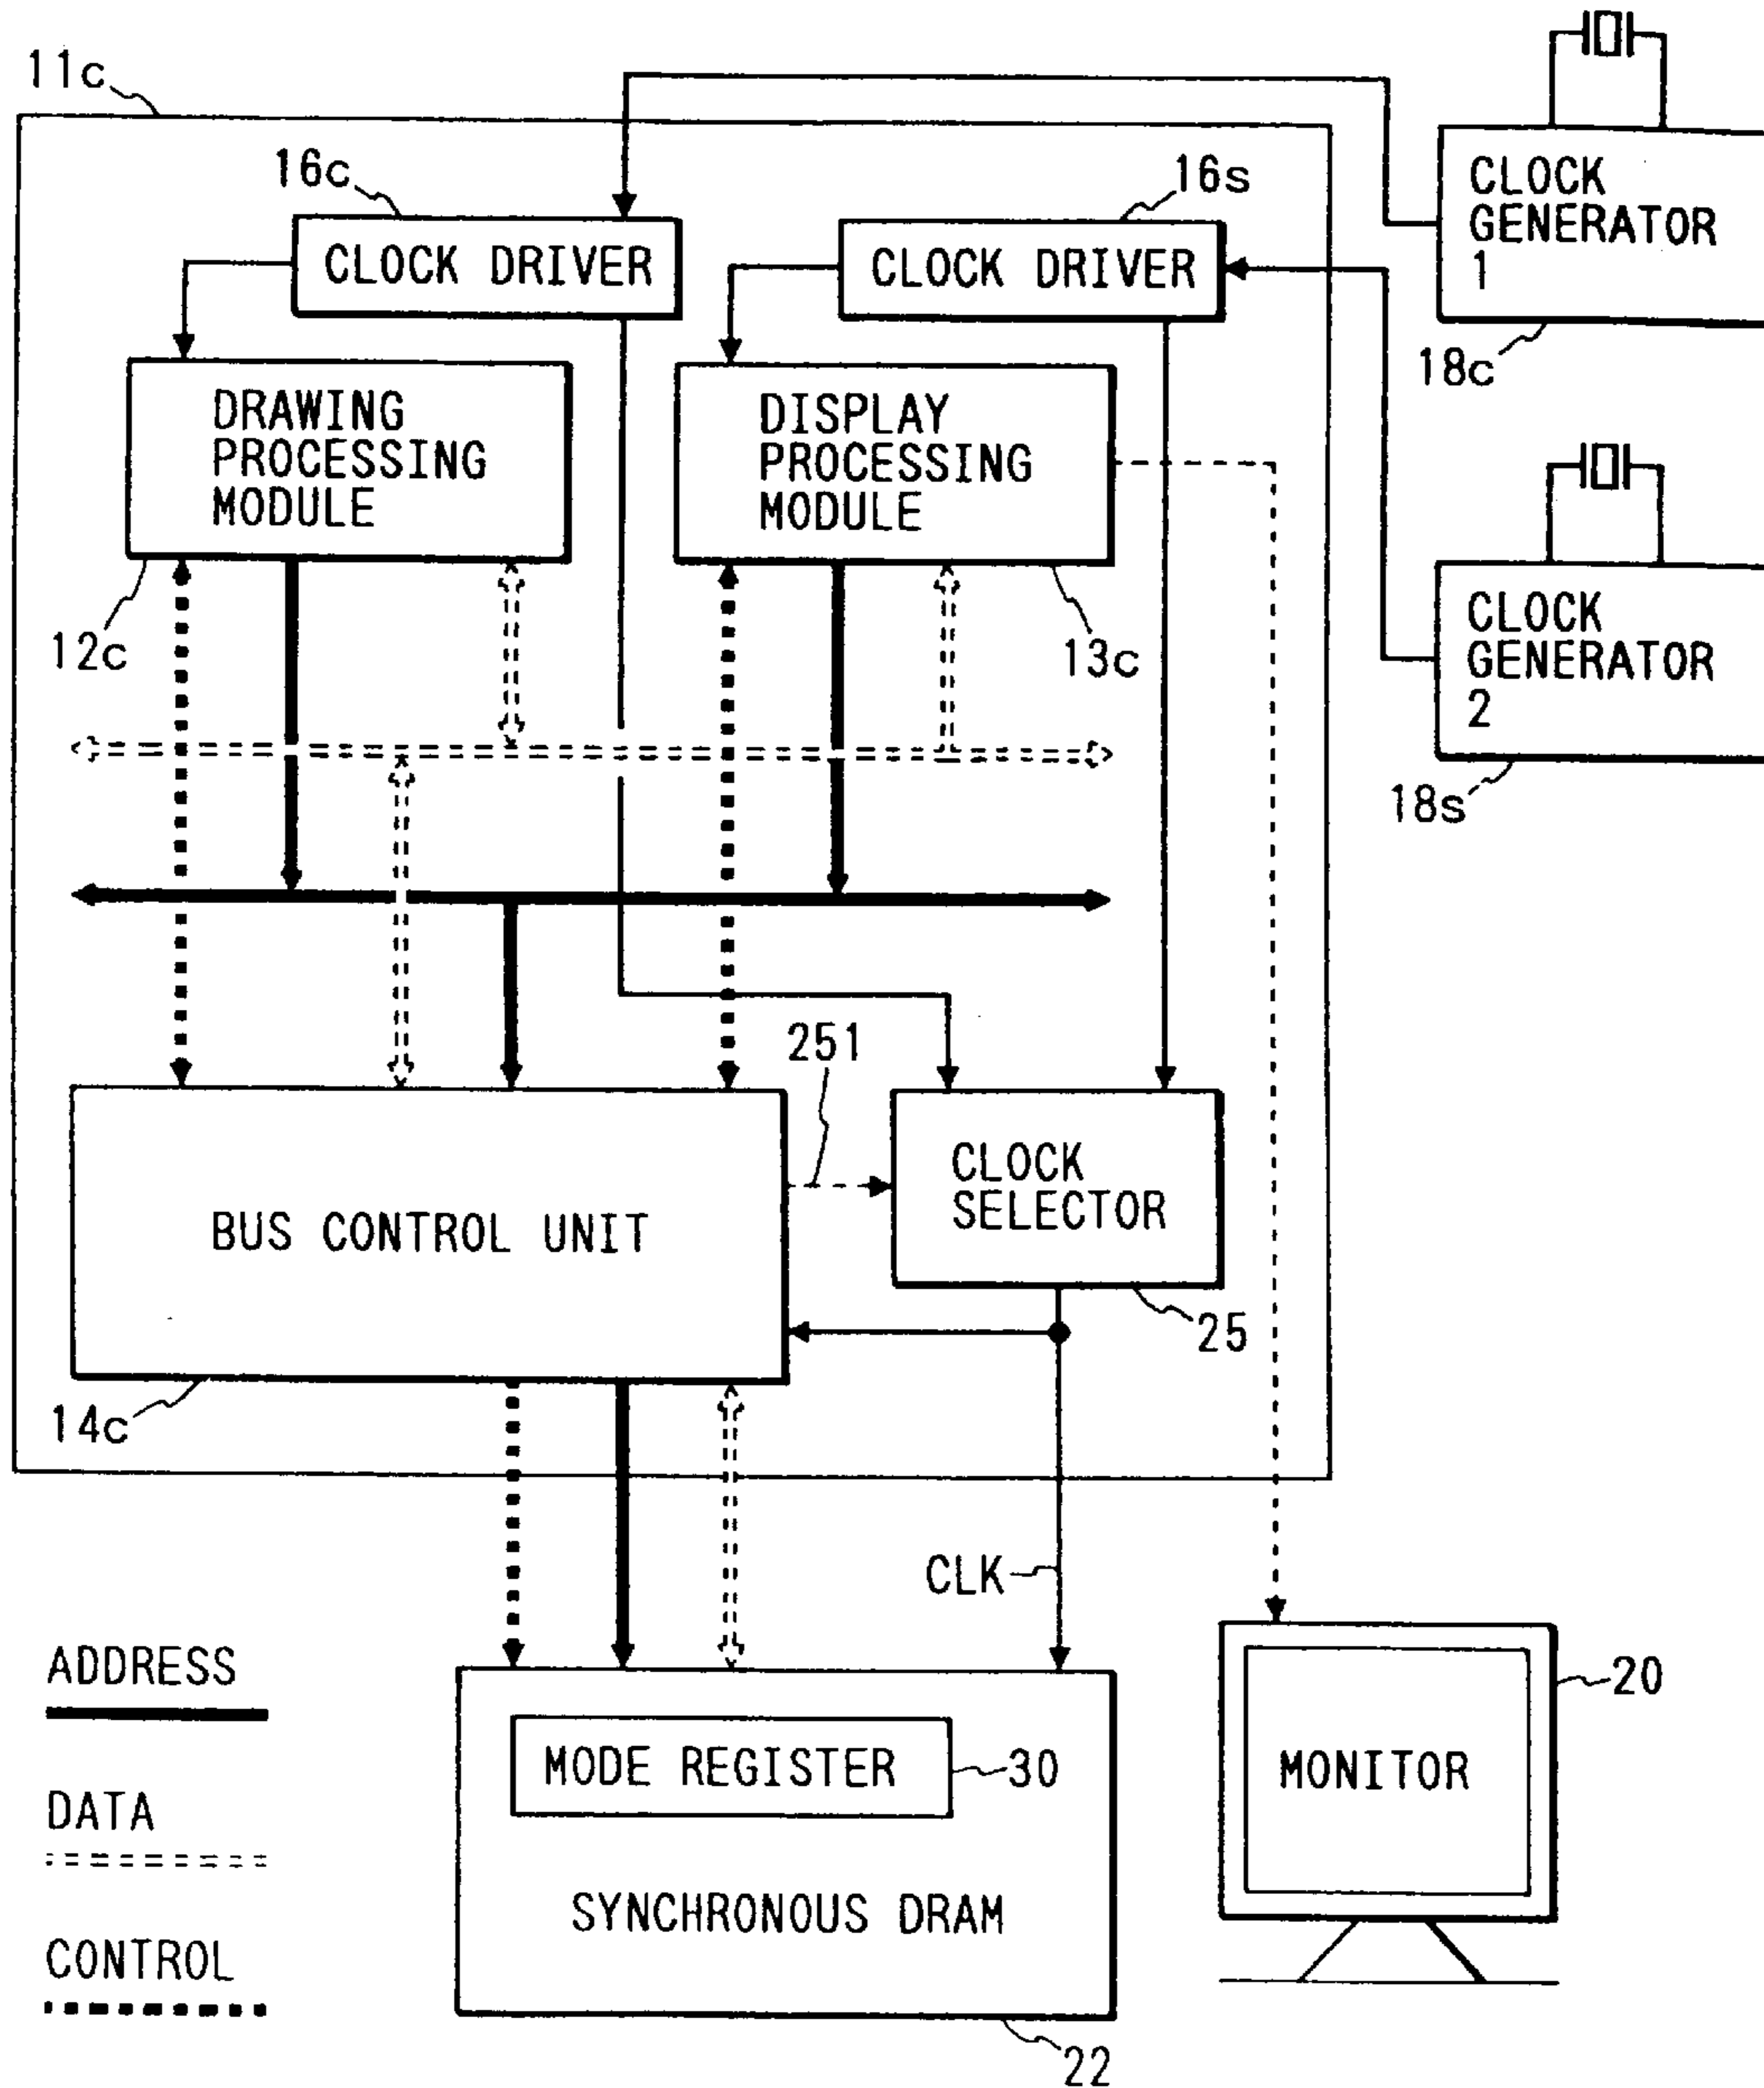 11c
16c
16s
CLOCK
GENERATOR
1
CLOCK DRIVER
CLOCK DRIVER
18c
DRAWING
PROCESSING
MODULE
DISPLAY
PROCESSING
MODULE
CLOCK
GENERATOR
2
12c
13c
18s
251
BUS CONTROL UNIT
CLOCK
SELECTOR
25
14c
CLK
ADDRESS
DATA
CONTROL
MODE REGISTER
30
SYNCHRONOUS DRAM
22
MONITOR
20